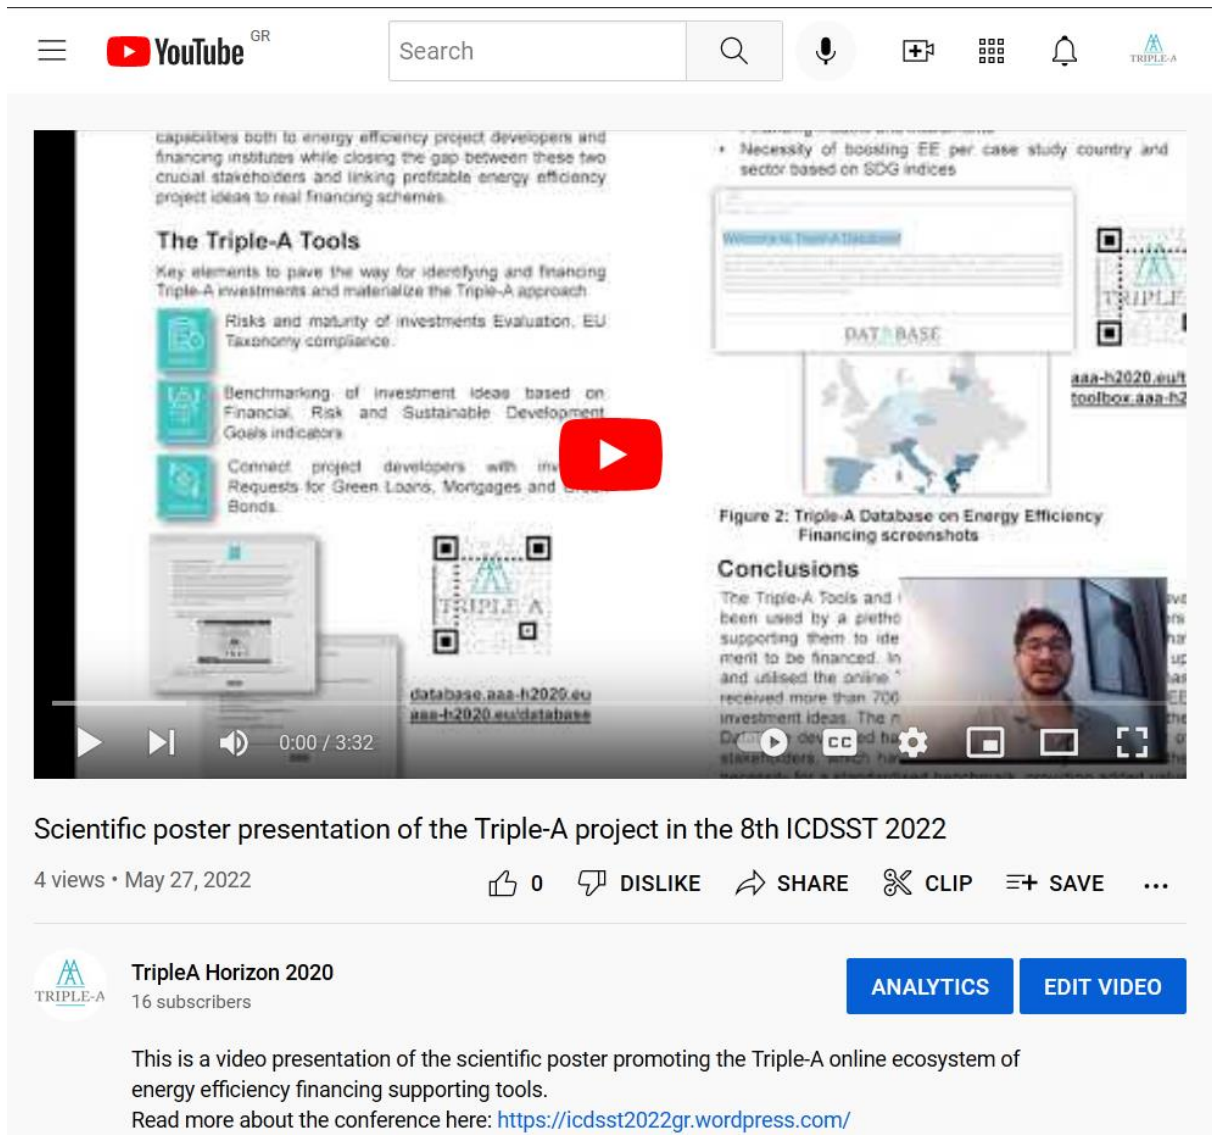 YouTube GR
Search
TRIPLE-A
capabilities both to energy efficiency project developers and
financing institutes while closing the gap between these two
crucial stakeholders and linking profitable energy efficiency
project ideas to real financing schemes.
The Triple-A Tools
Key elements to pave the way for identifying and financing
Triple-A investments and materialize the Triple-A approach
Risks and maturity of investments Evaluation, EU
Taxonomy compliance.
Benchmarking of investment ideas based on
Financial, Risk and Sustainable Development
Goals indicators
Connect project developers with
Requests for Green Loans, Mortgages and
Bonds.
TRIPLE A
database.aaa-h2020.eu
aaa-h2020.eu/database
• Necessity of boosting EE per case study country and
sector based on SDG indices
Welcome to Triple-A Database
DATABASE
TRIPLE
aaa-h2020.eu/t
toolbox.aaa-h2
Figure 2: Triple-A Database on Energy Efficiency
Financing screenshots
Conclusions
The Triple-A Tools and
been used by a pletho
supporting them to ide
ment to be financed. In
and utilised the online
received more than 700
investment ideas. The
0:00 / 3:32
CC
Scientific poster presentation of the Triple-A project in the 8th ICDSST 2022
4 views • May 27, 2022
0 DISLIKE SHARE CLIP SAVE
TRIPLE-A
TripleA Horizon 2020
16 subscribers
ANALYTICS EDIT VIDEO
This is a video presentation of the scientific poster promoting the Triple-A online ecosystem of
energy efficiency financing supporting tools.
Read more about the conference here: https://icdsst2022gr.wordpress.com/